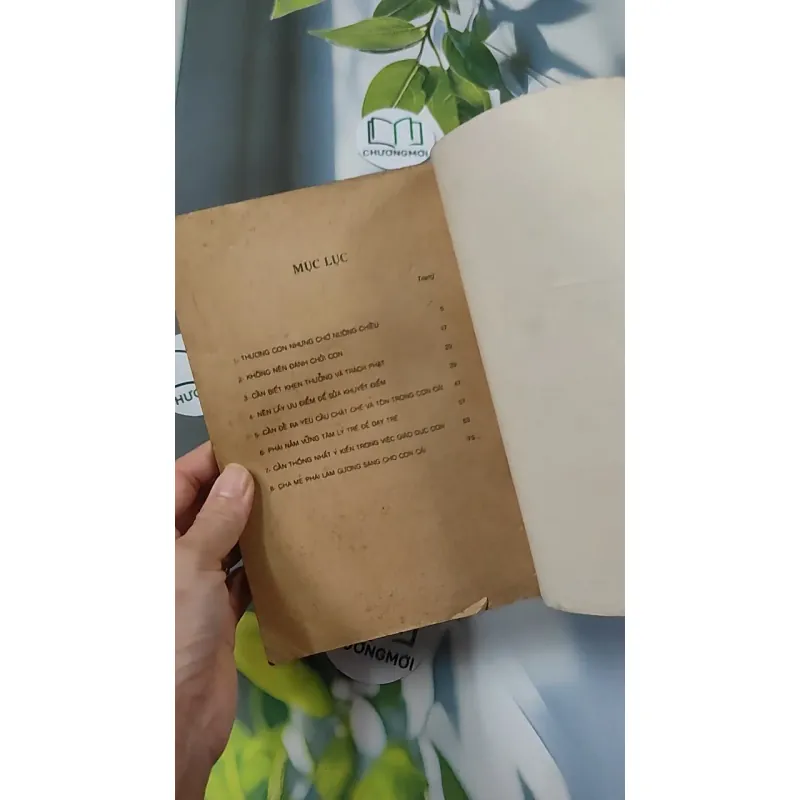 CHƯƠNGMỚI
MỤC LỤC
Trang
1- THƯƠNG CON NHƯNG CHỚ NUÔNG CHIỀU 5
2- KHÔNG NÊN ĐÁNH CHỬI CON 17
3- CẦN BIẾT KHEN THƯỞNG VÀ TRÁCH PHẠT 23
4- NÊN LẤY ƯU ĐIỂM ĐỂ SỬA KHUYẾT ĐIỂM 39
5- CẦN ĐỀ RA YÊU CẦU CHẶT CHẼ VÀ TÔN TRỌNG CON CÁI 47
6- PHẢI NẮM VỮNG TÂM LÝ TRẺ ĐỂ DẠY TRẺ 57
7- CẦN THỐNG NHẤT Ý KIẾN TRONG VIỆC GIÁO DỤC CON
8- CHA MẸ PHẢI LÀM GƯƠNG SÁNG CHO CON CÁI
HƯƠ
ƯƠNGMỚI